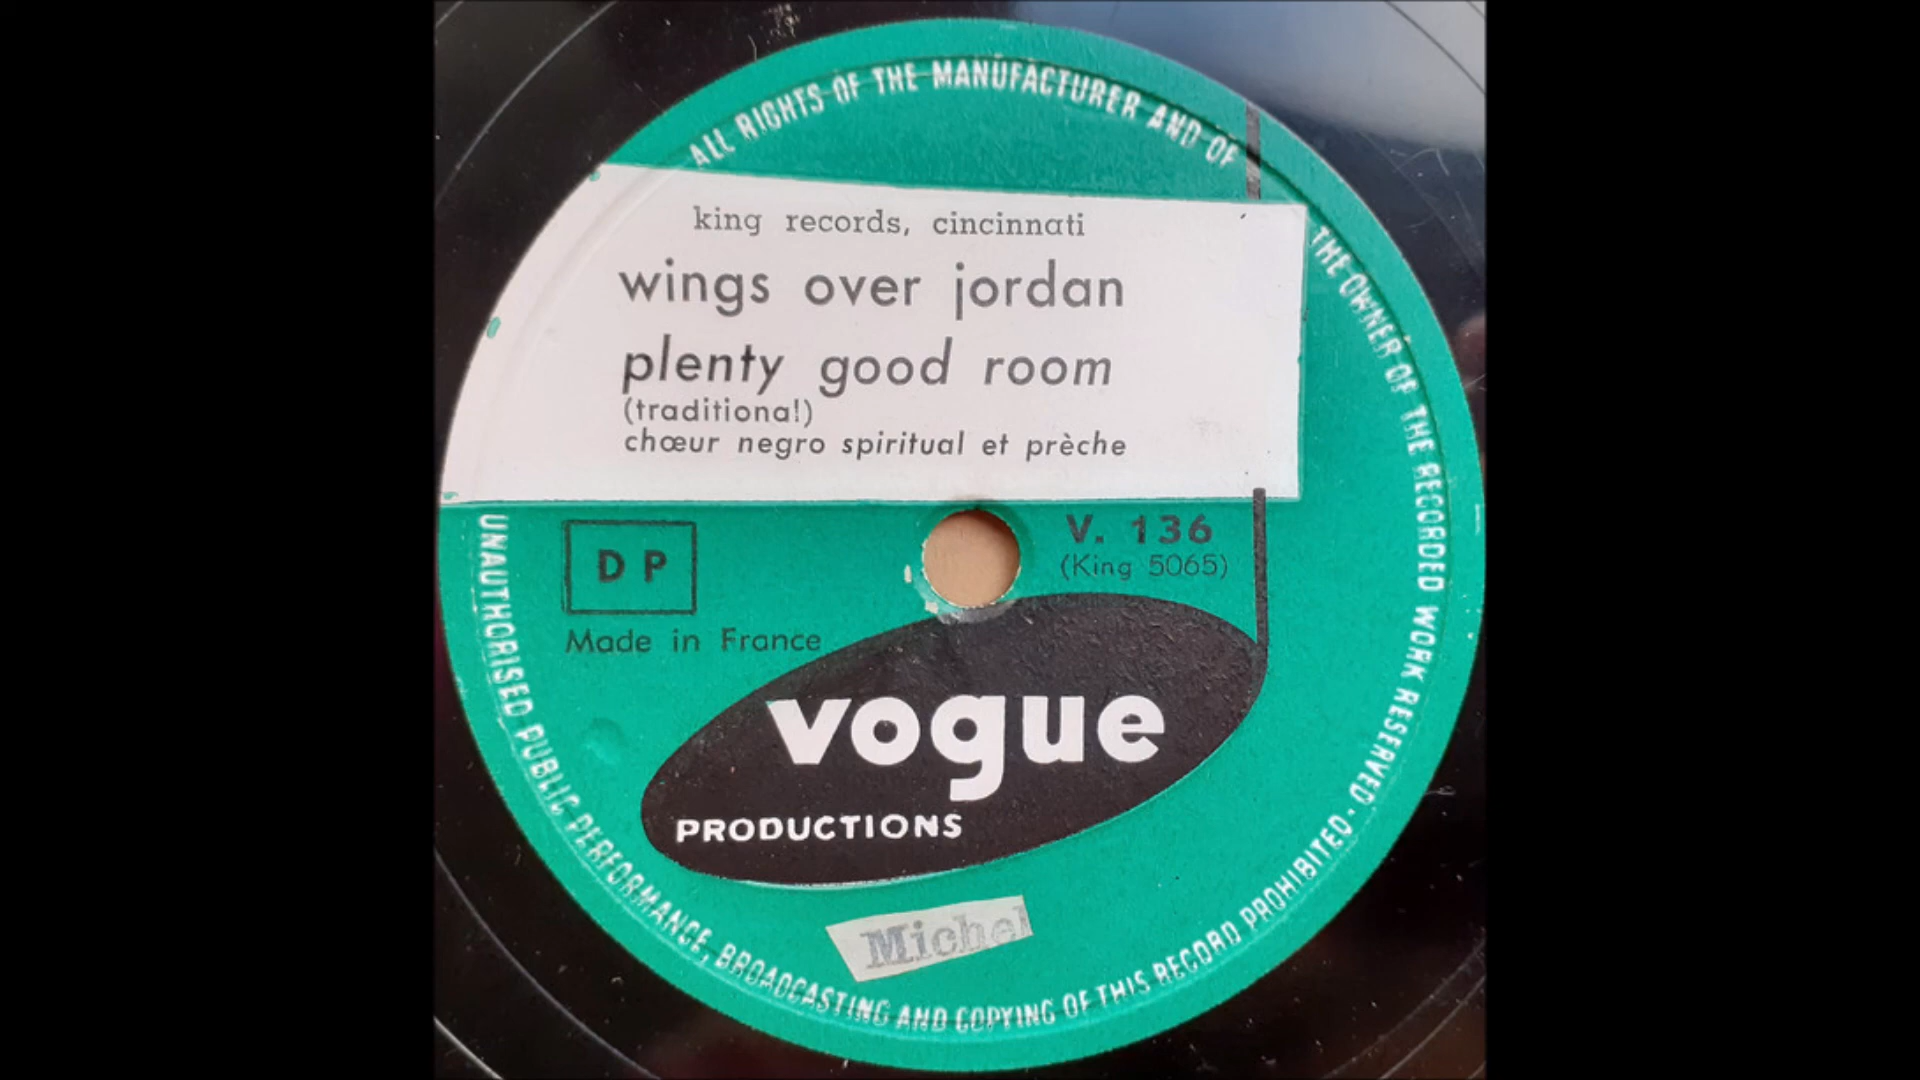 ALL RIGHTS OF THE MANUFACTURER AND OF THE OWNER OF THE RECORDED WORK RESERVED · UNAUTHORISED PUBLIC PERFORMANCE, BROADCASTING AND COPYING OF THIS RECORD PROHIBITED
king records, cincinnati
wings over jordan
plenty good room
(traditiona!)
chœur negro spiritual et prèche
D P
V. 136
(King 5065)
Made in France
vogue
PRODUCTIONS
Michel